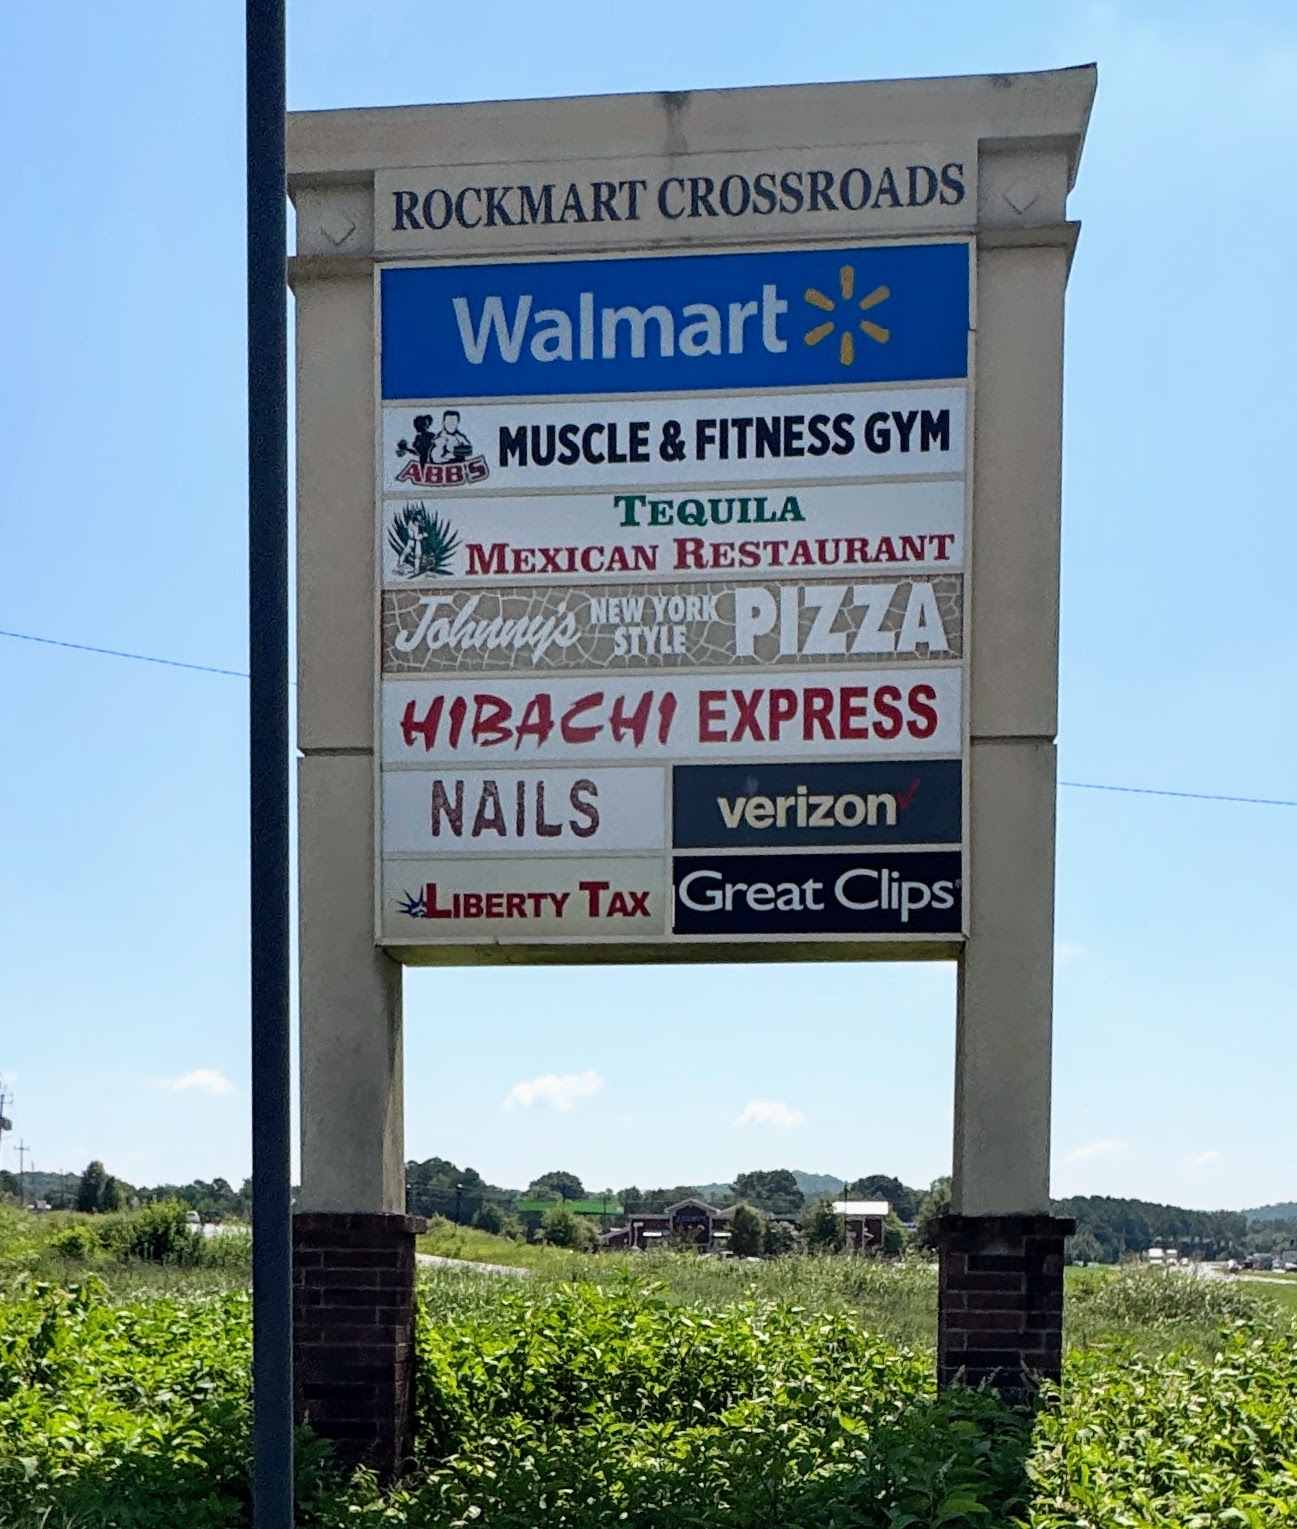 ROCKMART CROSSROADS
Walmart
ABB'S MUSCLE & FITNESS GYM
TEQUILA
MEXICAN RESTAURANT
Johnny's NEW YORK STYLE PIZZA
HIBACHI EXPRESS
NAILS
verizon
LIBERTY TAX
Great Clips